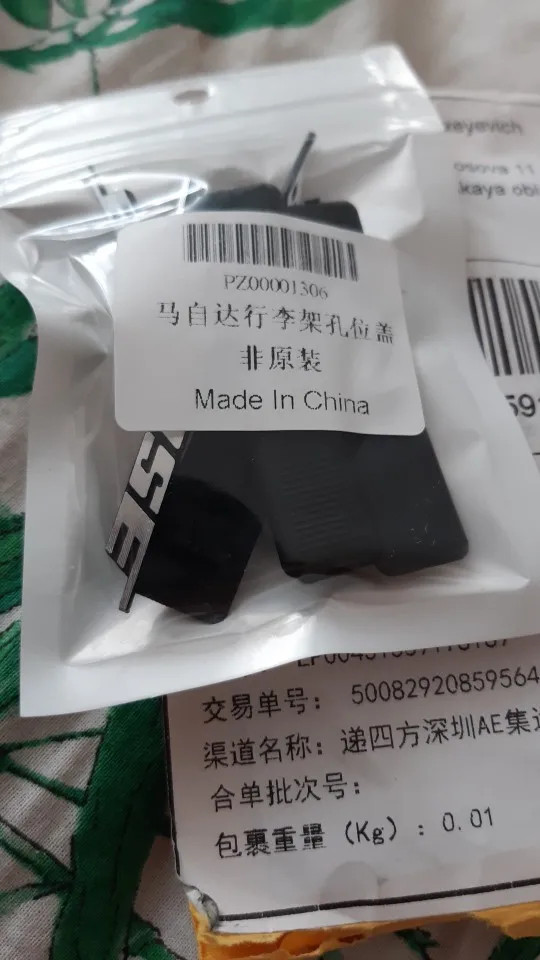 PZ00001306
马自达行李架孔位盖
非原装
Made In China
osova 11
交易单号: 50082920859564
渠道名称: 递四方深圳AE集
合单批次号:
包裹重量 (Kg) : 0.01